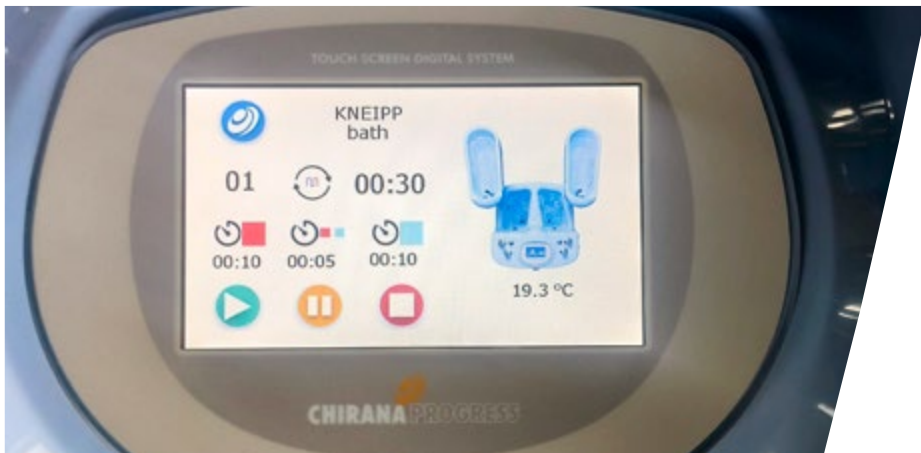 TOUCH SCREEN DIGITAL SYSTEM
KNEIPP
bath
01
00:30
00:10
00:05
00:10
19.3 ºC
CHIRANA PROGRESS